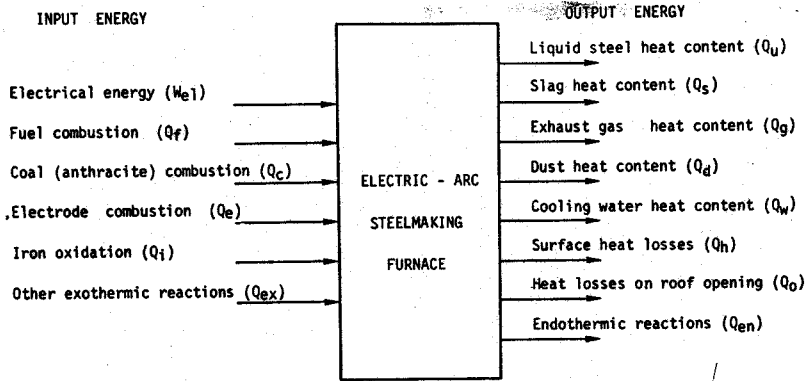 INPUT ENERGY
OUTPUT ENERGY
Electrical energy (Wel)
Fuel combustion (Qf)
Coal (anthracite) combustion (Qc)
Electrode combustion (Qe)
Iron oxidation (Qi)
Other exothermic reactions (Qex)
ELECTRIC - ARC
STEELMAKING
FURNACE
Liquid steel heat content (Qu)
Slag heat content (Qs)
Exhaust gas heat content (Qg)
Dust heat content (Qd)
Cooling water heat content (Qw)
Surface heat losses (Qh)
Heat losses on roof opening (Qo)
Endothermic reactions (Qen)